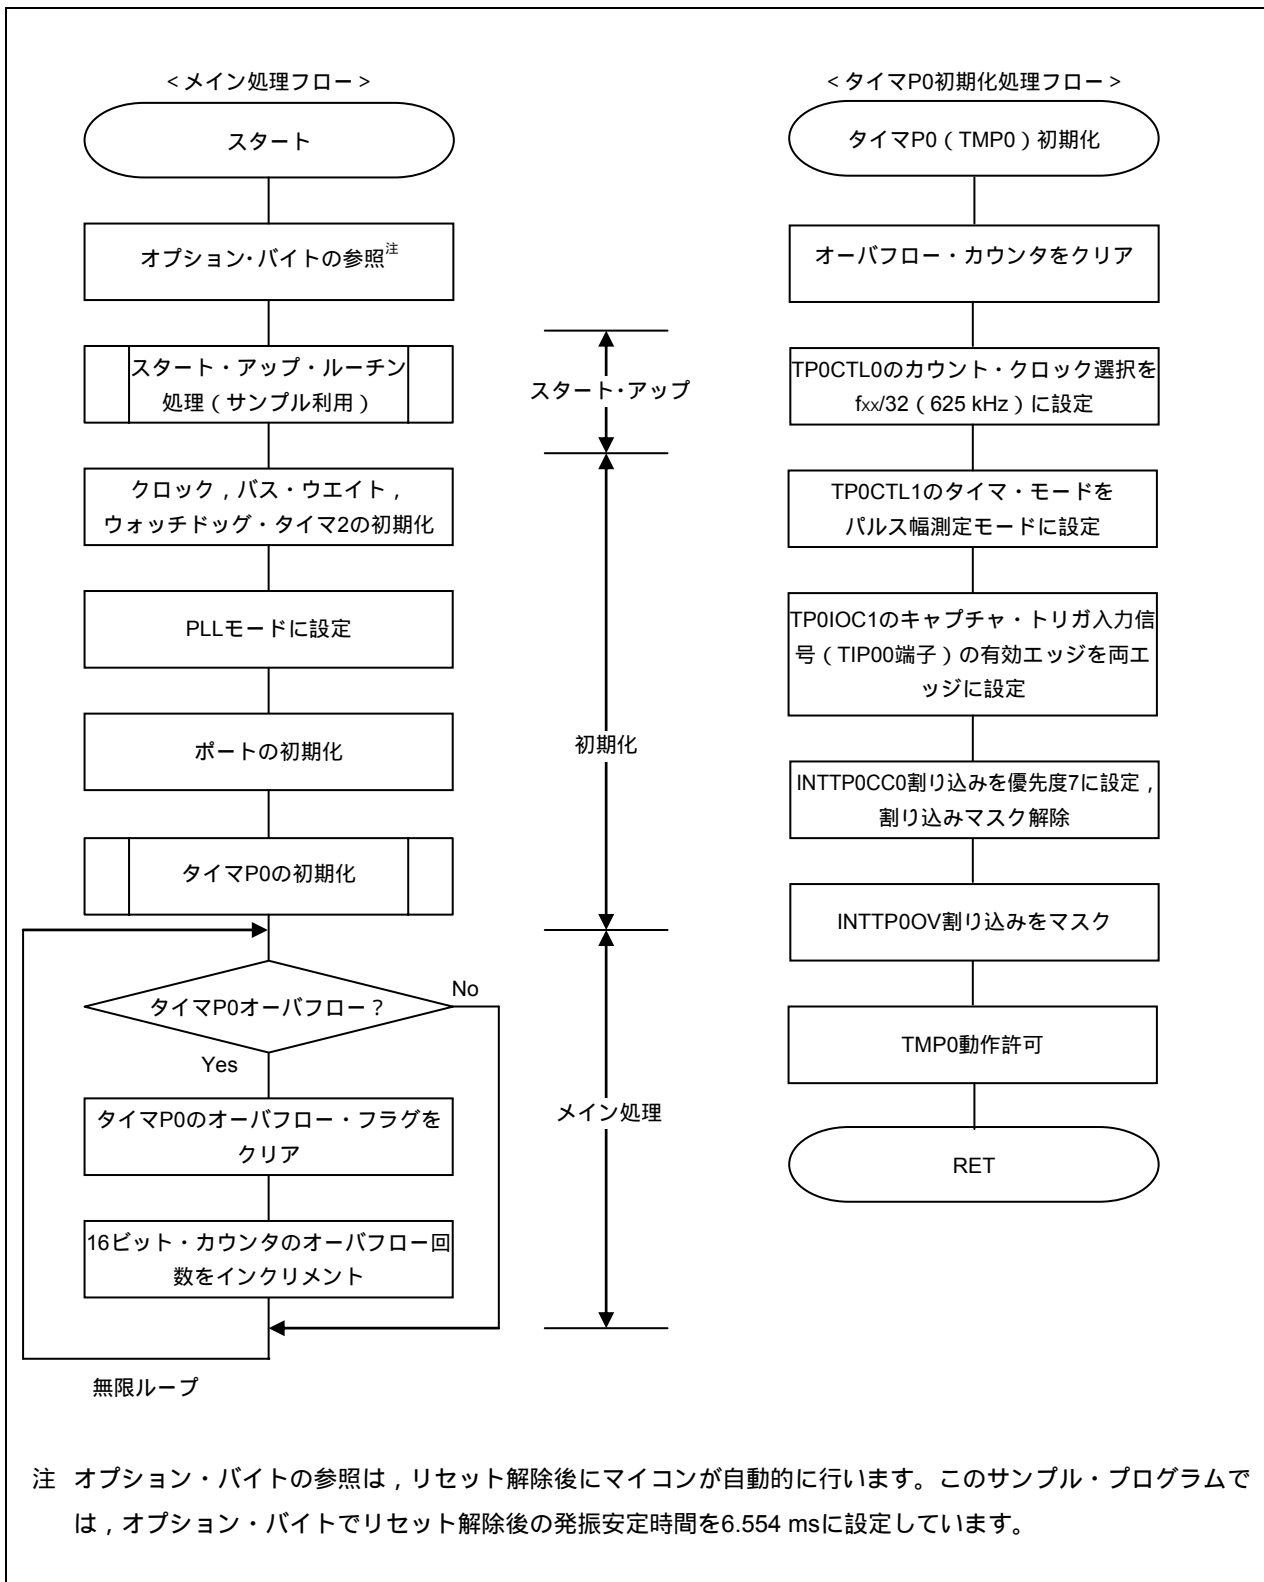 ＜メイン処理フロー＞
スタート
オプション・バイトの参照注
スタート・アップ・ルーチン
処理（サンプル利用）
クロック，バス・ウエイト，
ウォッチドッグ・タイマ2の初期化
PLLモードに設定
ポートの初期化
タイマP0の初期化
タイマP0オーバフロー？
No
Yes
タイマP0のオーバフロー・フラグを
クリア
16ビット・カウンタのオーバフロー回
数をインクリメント
無限ループ
スタート・アップ
初期化
メイン処理
＜タイマP0初期化処理フロー＞
タイマP0（TMP0）初期化
オーバフロー・カウンタをクリア
TP0CTL0のカウント・クロック選択を
fxx/32（625 kHz）に設定
TP0CTL1のタイマ・モードを
パルス幅測定モードに設定
TP0IOC1のキャプチャ・トリガ入力信
号（TIP00端子）の有効エッジを両エ
ッジに設定
INTTP0CC0割り込みを優先度7に設定，
割り込みマスク解除
INTTP0OV割り込みをマスク
TMP0動作許可
RET
注 オプション・バイトの参照は，リセット解除後にマイコンが自動的に行います。このサンプル・プログラムで
は，オプション・バイトでリセット解除後の発振安定時間を6.554 msに設定しています。